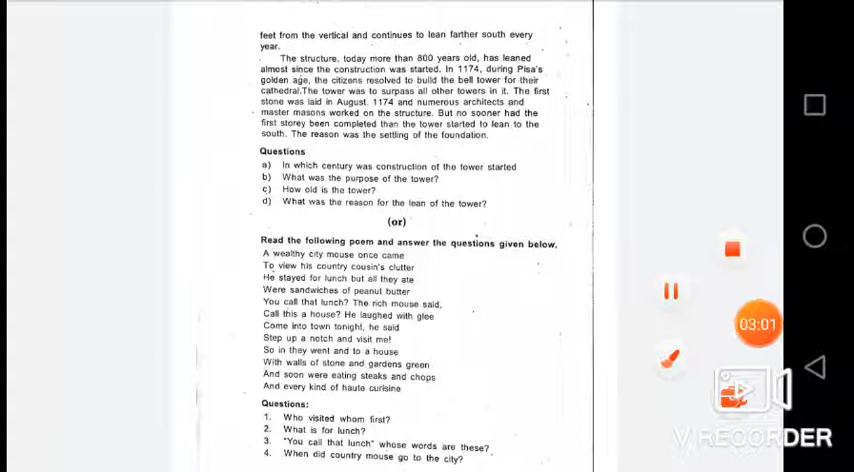 feet from the vertical and continues to lean farther south every
year.
The structure, today more than 800 years old, has leaned
almost since the construction was started. In 1174, during Pisa's
golden age, the citizens resolved to build the bell tower for their
cathedral.The tower was to surpass all other towers in it. The first
stone was laid in August. 1174 and numerous architects and
master masons worked on the structure. But no sooner had the
first storey been completed than the tower started to lean to the
south. The reason was the settling of the foundation.
Questions
a) In which century was construction of the tower started
b) What was the purpose of the tower?
c) How old is the tower?
d) What was the reason for the lean of the tower?
(or)
Read the following poem and answer the questions given below.
A wealthy city mouse once came
To view his country cousin's clutter
He stayed for lunch but all they ate
Were sandwiches of peanut butter
You call that lunch? The rich mouse said,
Call this a house? He laughed with glee
Come into town tonight, he said
Step up a notch and visit me!
So in they went and to a house
With walls of stone and gardens green
And soon were eating steaks and chops
And every kind of haute curisine
Questions:
1. Who visited whom first?
2. What is for lunch?
3. "You call that lunch" whose words are these?
4. When did country mouse go to the city?
03:01
V RECORDER